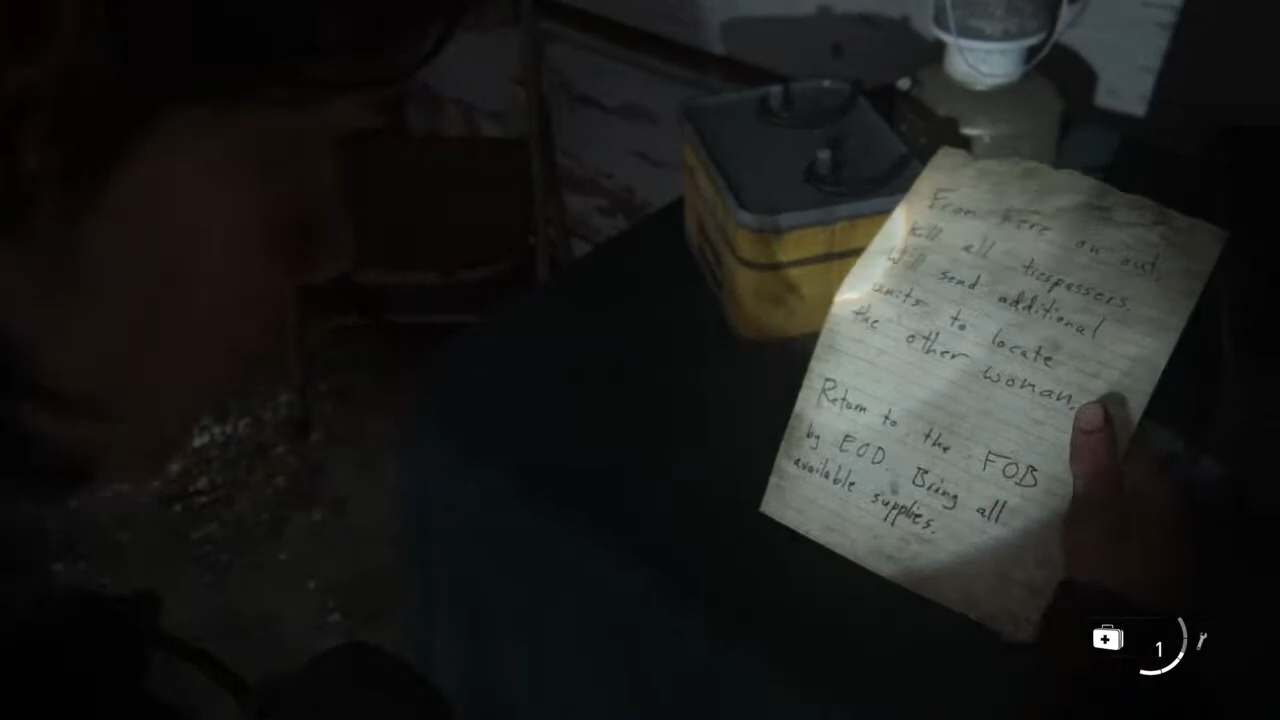 From here on out,
kill all trespassers.
Will send additional
units to locate
the other woman.
Return to the FOB
by EOD. Bring all
available supplies.
1